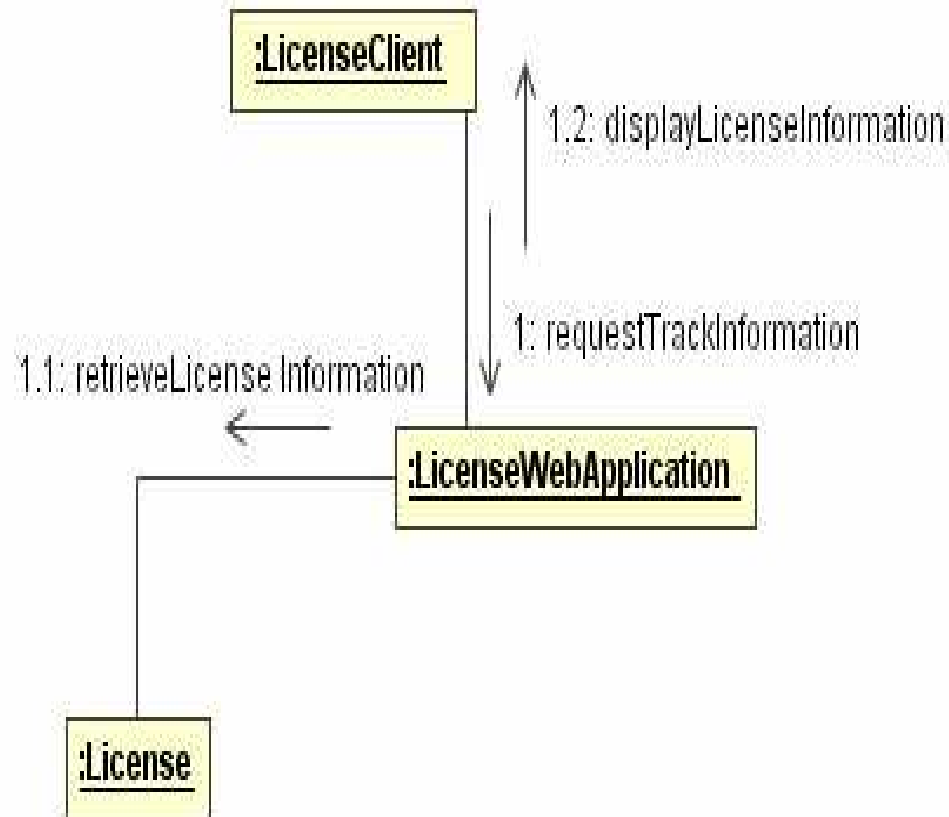 :LicenseClient
1.2: displayLicenseInformation
1: requestTrackInformation
1.1: retrieveLicense Information
:LicenseWebApplication
:License